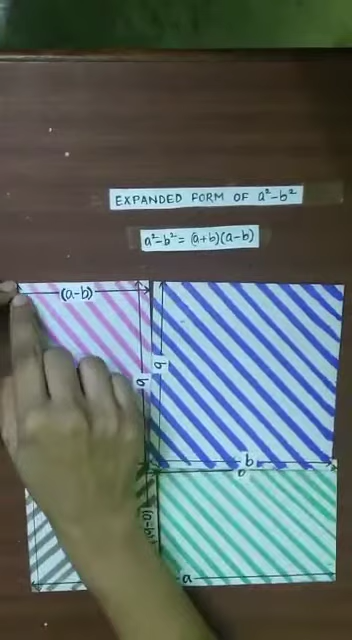 EXPANDED FORM OF a²-b²
a²-b² = (a+b)(a-b)
(a-b)
b
b
b
b
(a-b)
a